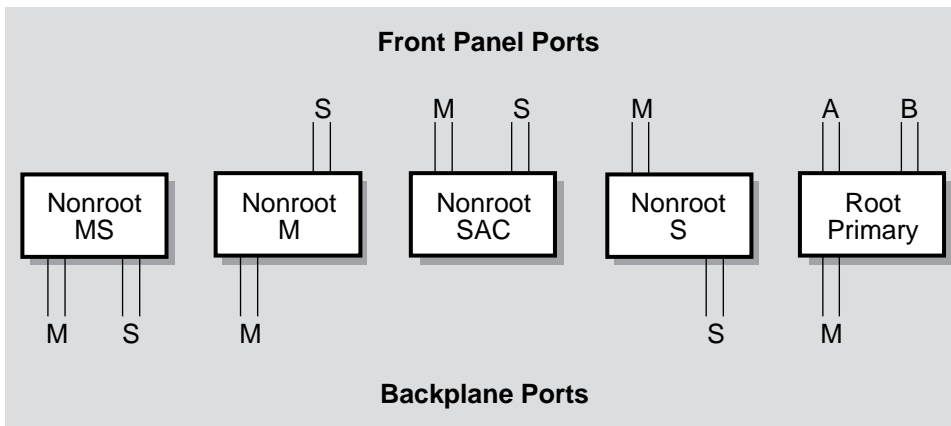 Front Panel Ports
S
M
S
M
A
B
Nonroot
MS
Nonroot
M
Nonroot
SAC
Nonroot
S
Root
Primary
M
S
M
S
M
Backplane Ports